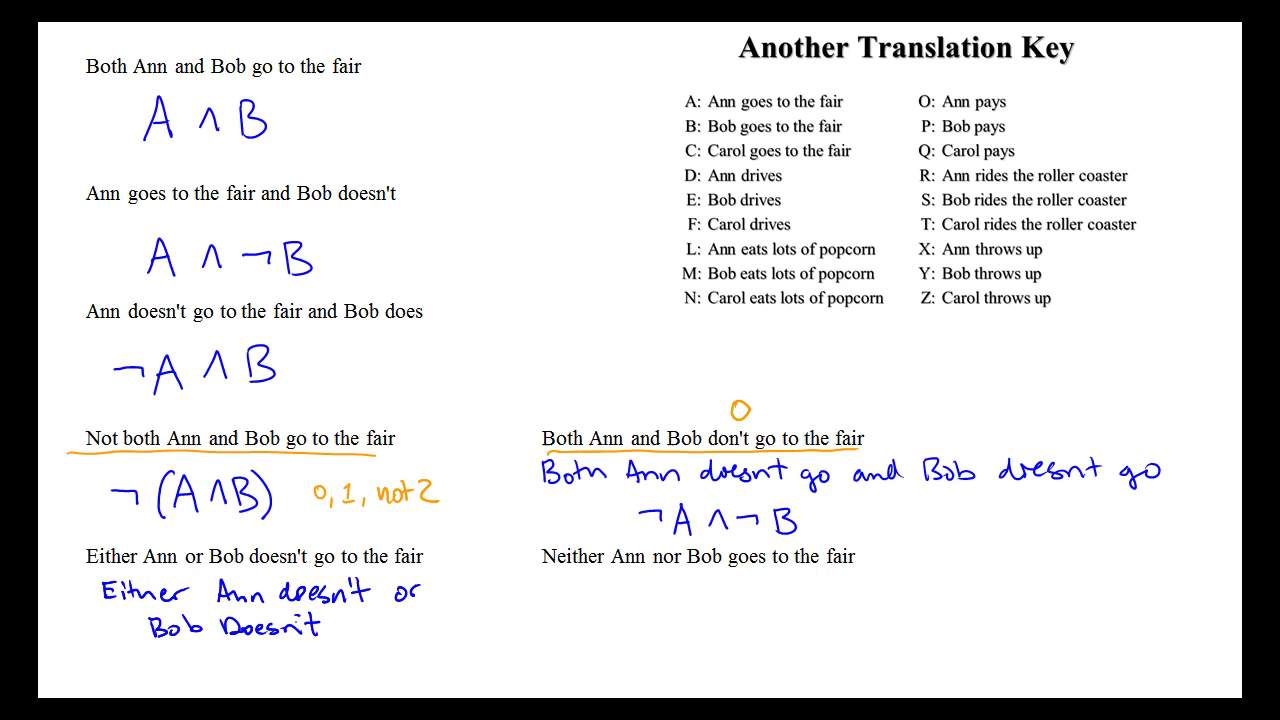 Both Ann and Bob go to the fair
A ∧ B
Ann goes to the fair and Bob doesn't
A ∧ ¬B
Ann doesn't go to the fair and Bob does
¬A ∧ B
Not both Ann and Bob go to the fair
¬(A∧B) 0, 1, not 2
Either Ann or Bob doesn't go to the fair
Either Ann doesn't or
Bob Doesn't
Another Translation Key
A: Ann goes to the fair
B: Bob goes to the fair
C: Carol goes to the fair
D: Ann drives
E: Bob drives
F: Carol drives
L: Ann eats lots of popcorn
M: Bob eats lots of popcorn
N: Carol eats lots of popcorn
O: Ann pays
P: Bob pays
Q: Carol pays
R: Ann rides the roller coaster
S: Bob rides the roller coaster
T: Carol rides the roller coaster
X: Ann throws up
Y: Bob throws up
Z: Carol throws up
0
Both Ann and Bob don't go to the fair
Both Ann doesn't go and Bob doesn't go
¬A ∧ ¬B
Neither Ann nor Bob goes to the fair